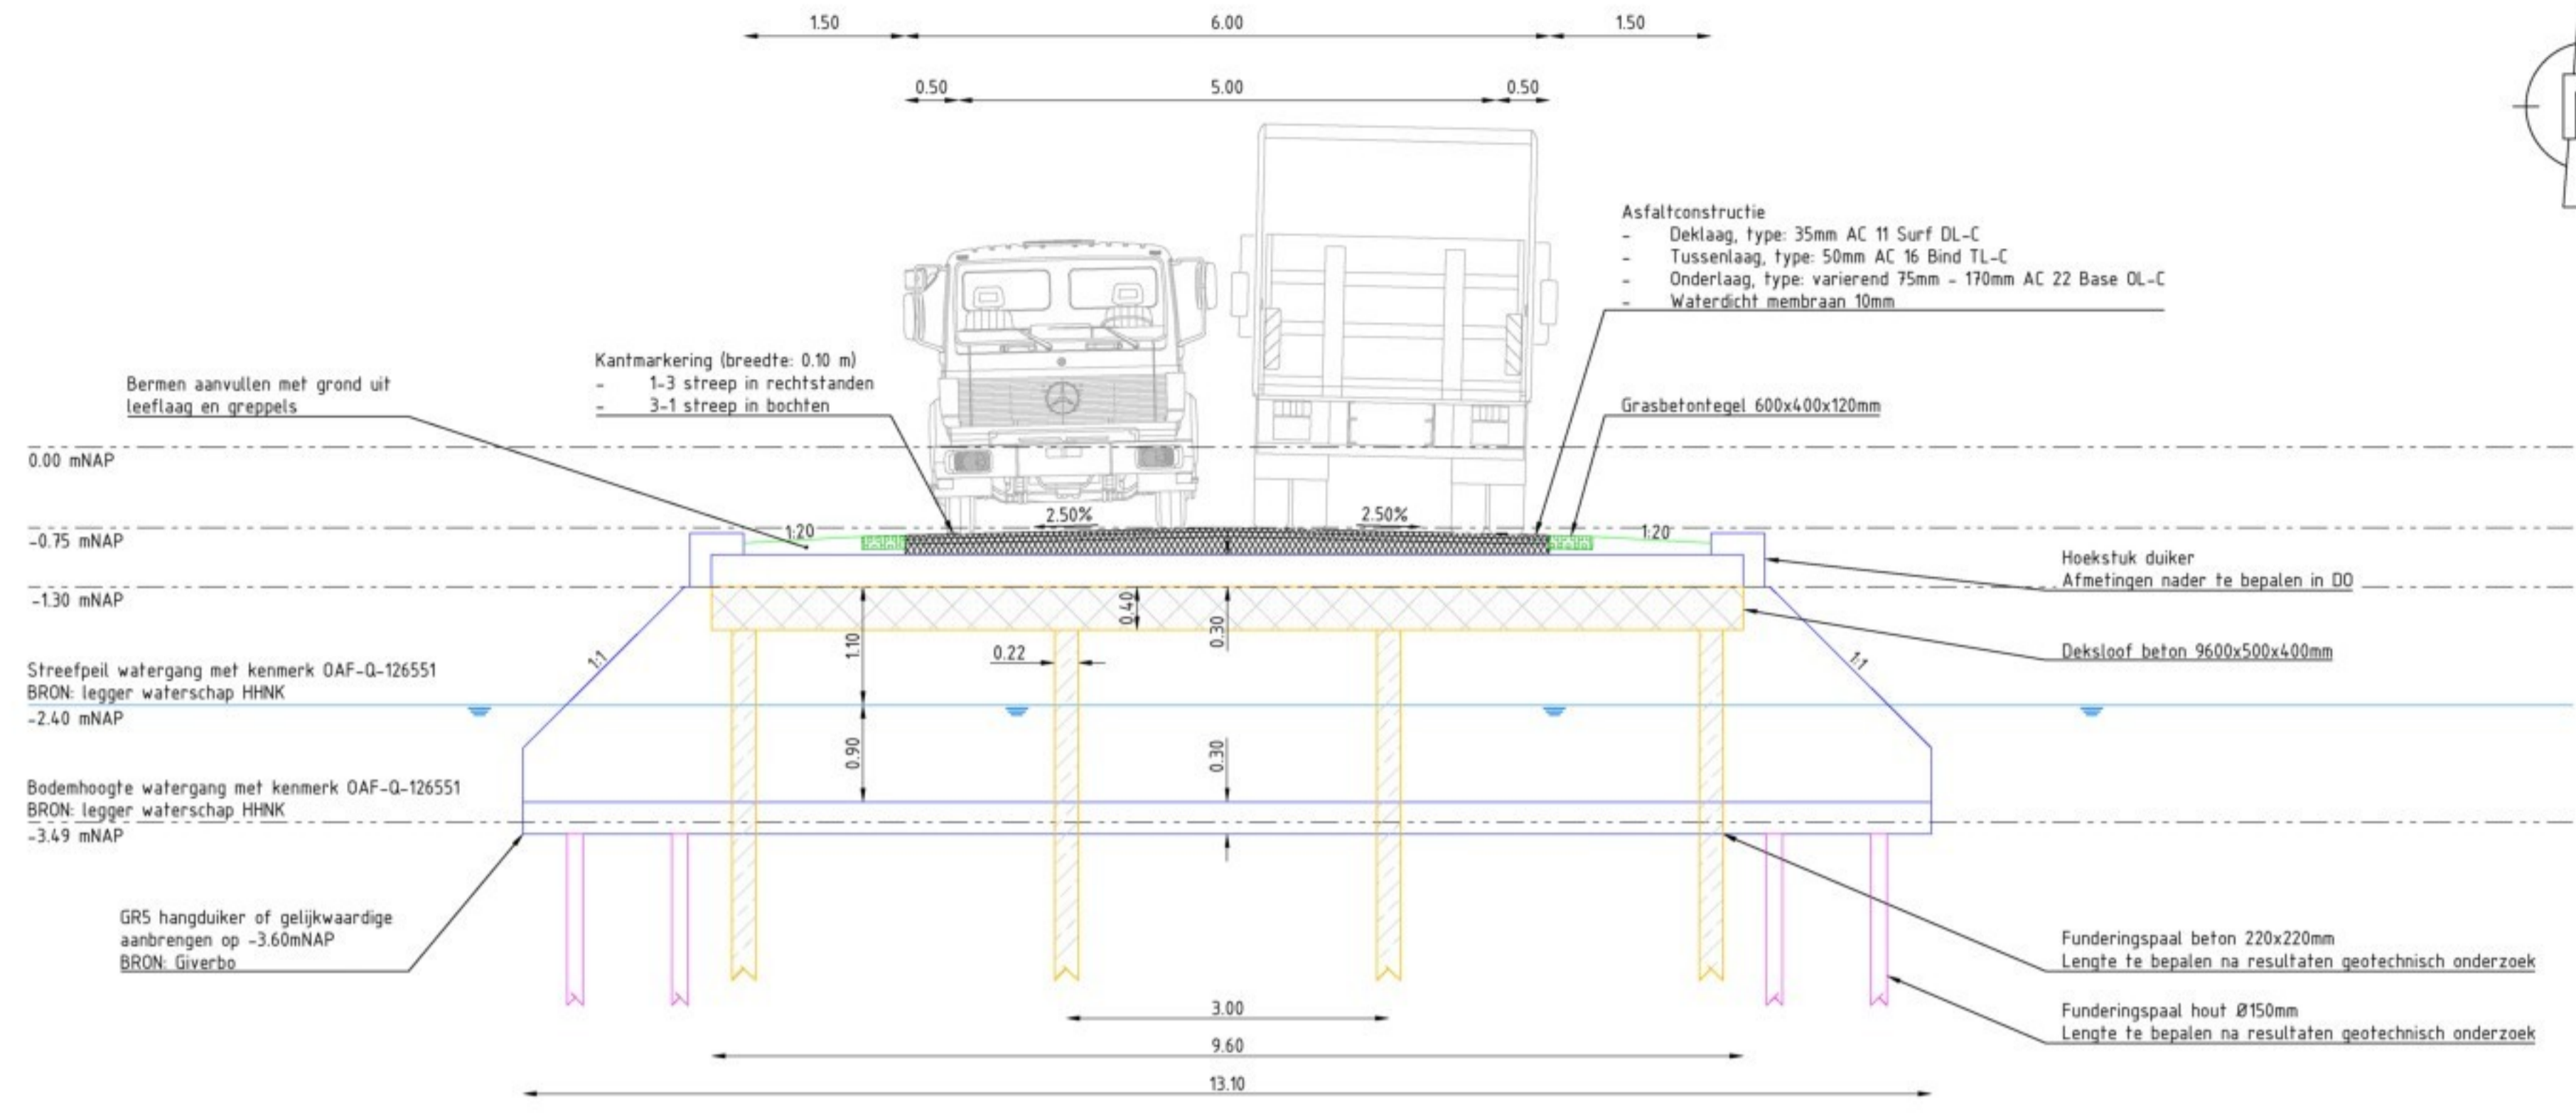 1.50
6.00
1.50
0.50
5.00
0.50
Asfaltconstructie
- Deklaag, type: 35mm AC 11 Surf DL-C
- Tussenlaag, type: 50mm AC 16 Bind TL-C
- Onderlaag, type: varierend 75mm - 170mm AC 22 Base OL-C
- Waterdicht membraan 10mm
Kantmarkering (breedte: 0.10 m)
- 1-3 streep in rechtstanden
- 3-1 streep in bochten
Bermen aanvullen met grond uit
leeflaag en greppels
Grasbetontegel 600x400x120mm
0.00 mNAP
2.50%
2.50%
1:20
1:20
-0.75 mNAP
Hoekstuk duiker
Afmetingen nader te bepalen in DO
-1.30 mNAP
0.40
0.30
1.10
1:1
1:1
0.22
Deksloof beton 9600x500x400mm
Streefpeil watergang met kenmerk OAF-Q-126551
BRON: legger waterschap HHNK
-2.40 mNAP
0.90
0.30
Bodemhoogte watergang met kenmerk OAF-Q-126551
BRON: legger waterschap HHNK
-3.49 mNAP
GR5 hangduiker of gelijkwaardige
aanbrengen op -3.60mNAP
BRON: Giverbo
Funderingspaal beton 220x220mm
Lengte te bepalen na resultaten geotechnisch onderzoek
Funderingspaal hout Ø150mm
Lengte te bepalen na resultaten geotechnisch onderzoek
3.00
9.60
13.10